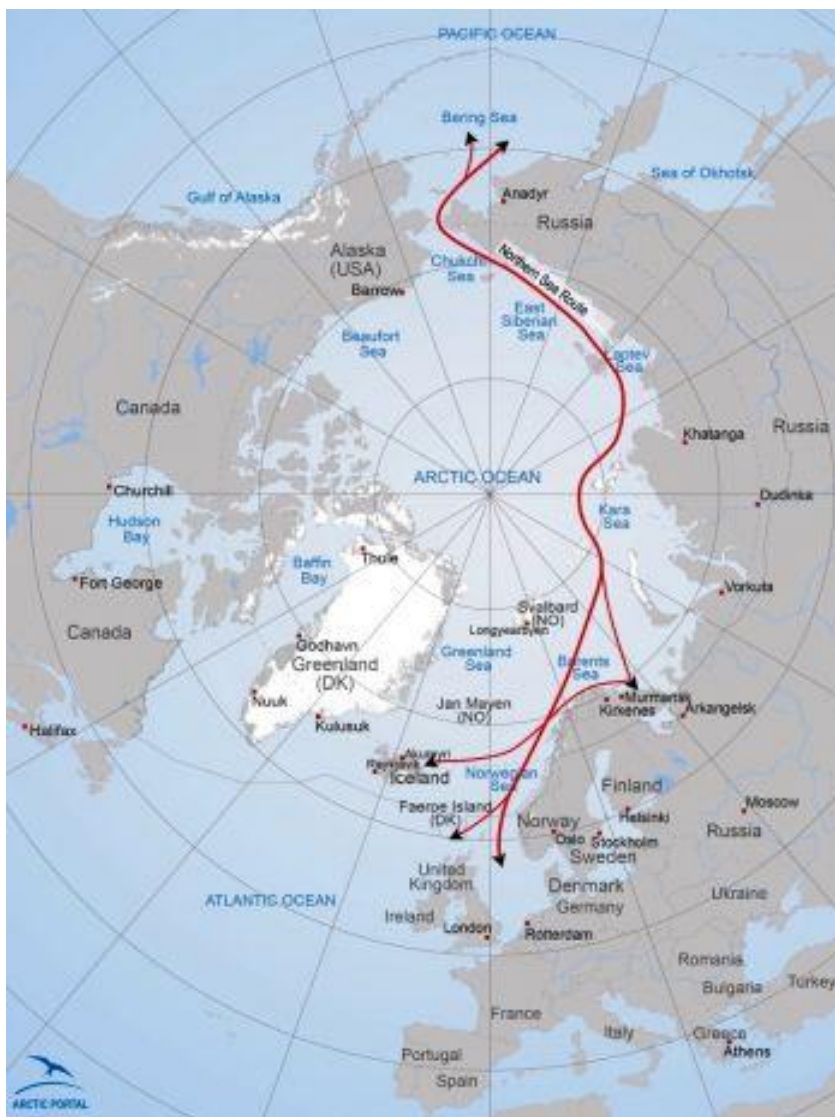 PACIFIC OCEAN
Bering Sea
Sea of Okhotsk
Gulf of Alaska
Anadyr
Russia
Alaska
(USA)
Chukchi
Sea
Northern Sea Route
Barrow
East
Siberian
Sea
Beaufort
Sea
Laptev
Sea
Canada
Khatanga
Russia
ARCTIC OCEAN
Churchill
Dudinka
Hudson
Bay
Kara
Sea
Thule
Baffin
Bay
Fort George
Vorkuta
Svalbard
(NO)
Longyearbyen
Canada
Godhavn
Greenland
(DK)
Greenland
Sea
Barents
Sea
Nuuk
Jan Mayen
(NO)
Murmansk
Kirkenes
Arkangelsk
Kulusuk
Halifax
Akureyri
Reykjavik
Iceland
Norwegian
Sea
Finland
Faeroe Island
(DK)
Helsinki
Moscow
Norway
Oslo
Stockholm
Sweden
Russia
United
Kingdom
Denmark
Germany
Ukraine
ATLANTIC OCEAN
Ireland
London
Rotterdam
Romania
Bulgaria
Turkey
France
Italy
Greece
Athens
Portugal
Spain
ARCTIC PORTAL